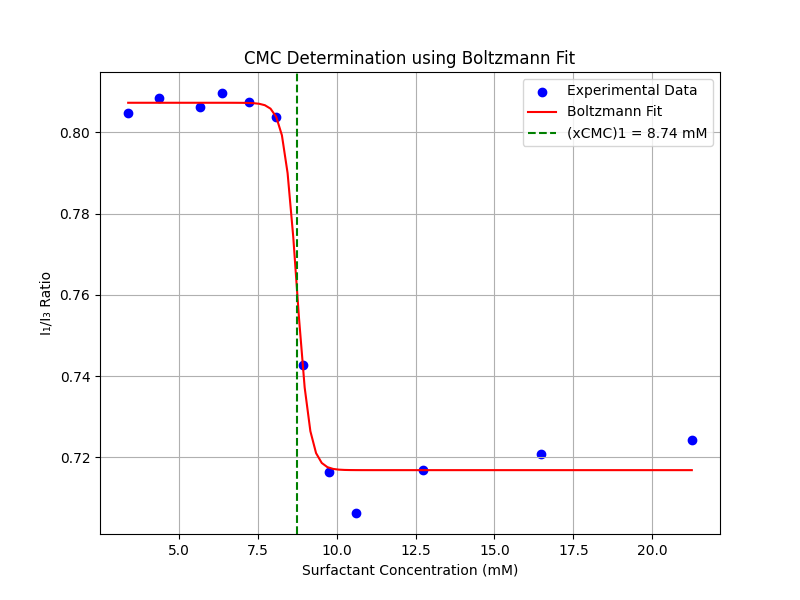 CMC Determination using Boltzmann Fit
Experimental Data
Boltzmann Fit
(xCMC)1 = 8.74 mM
0.80
0.78
0.76
0.74
0.72
I₁/I₃ Ratio
5.0 7.5 10.0 12.5 15.0 17.5 20.0
Surfactant Concentration (mM)